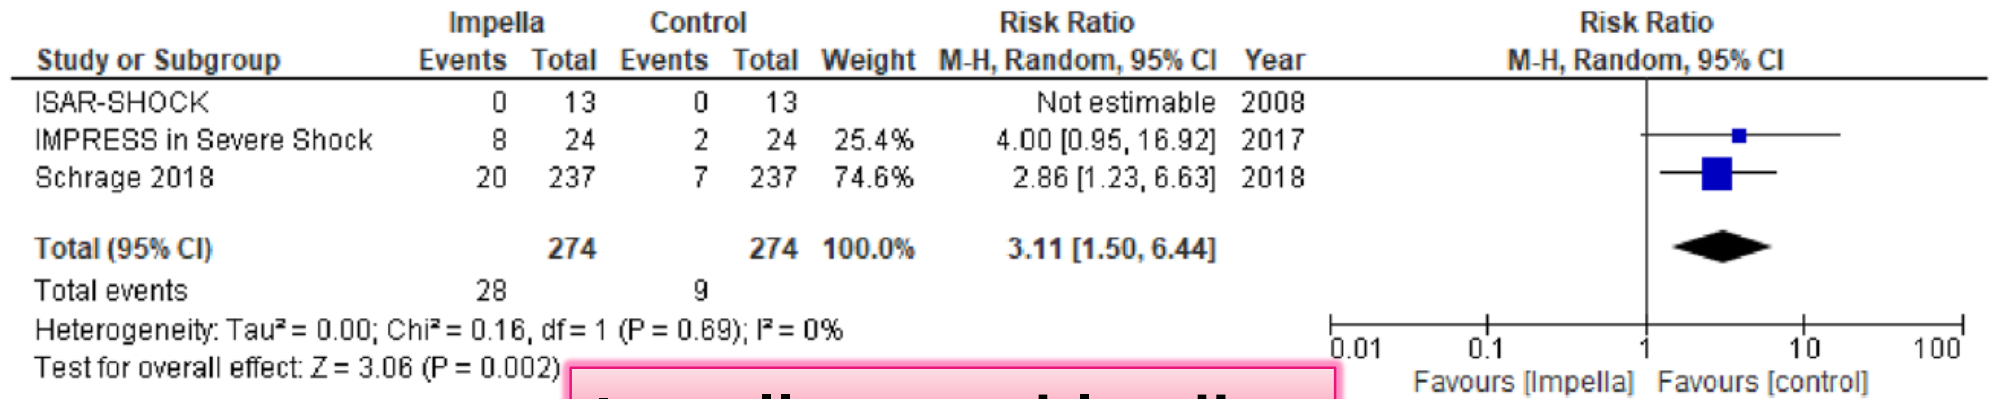 Impella Control Risk Ratio Risk Ratio
Study or Subgroup Events Total Events Total Weight M-H, Random, 95% CI Year M-H, Random, 95% CI
ISAR-SHOCK 0 13 0 13 Not estimable 2008
IMPRESS in Severe Shock 8 24 2 24 25.4% 4.00 [0.95, 16.92] 2017
Schrage 2018 20 237 7 237 74.6% 2.86 [1.23, 6.63] 2018
Total (95% CI) 274 274 100.0% 3.11 [1.50, 6.44]
Total events 28 9
Heterogeneity: Tau² = 0.00; Chi² = 0.16, df = 1 (P = 0.69); I² = 0%
Test for overall effect: Z = 3.06 (P = 0.002)
0.01 0.1 1 10 100
Favours [Impella] Favours [control]